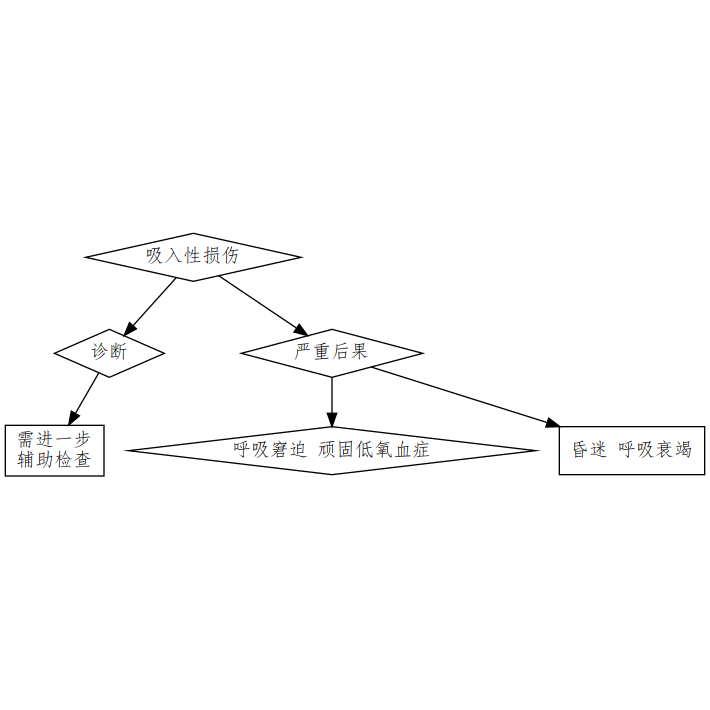 吸入性损伤
诊断
严重后果
需进一步
辅助检查
呼吸窘迫 顽固低氧血症
昏迷 呼吸衰竭